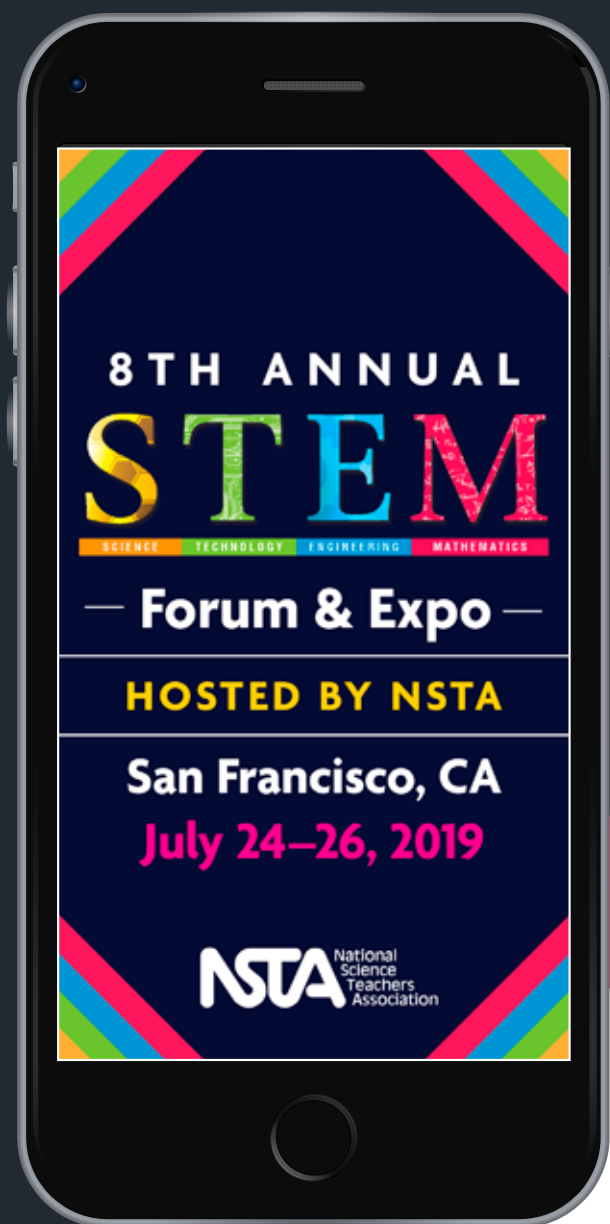 8TH ANNUAL
STEM
SCIENCE TECHNOLOGY ENGINEERING MATHEMATICS
— Forum & Expo —
HOSTED BY NSTA
San Francisco, CA
July 24–26, 2019
NSTA National
Science
Teachers
Association